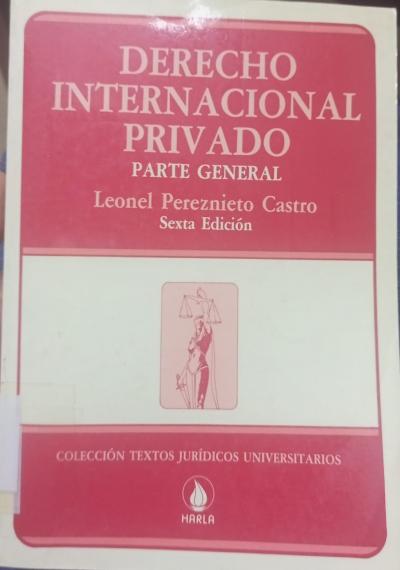 DERECHO
INTERNACIONAL
PRIVADO
PARTE GENERAL
Leonel Pereznieto Castro
Sexta Edición
COLECCIÓN TEXTOS JURÍDICOS UNIVERSITARIOS
HARLA